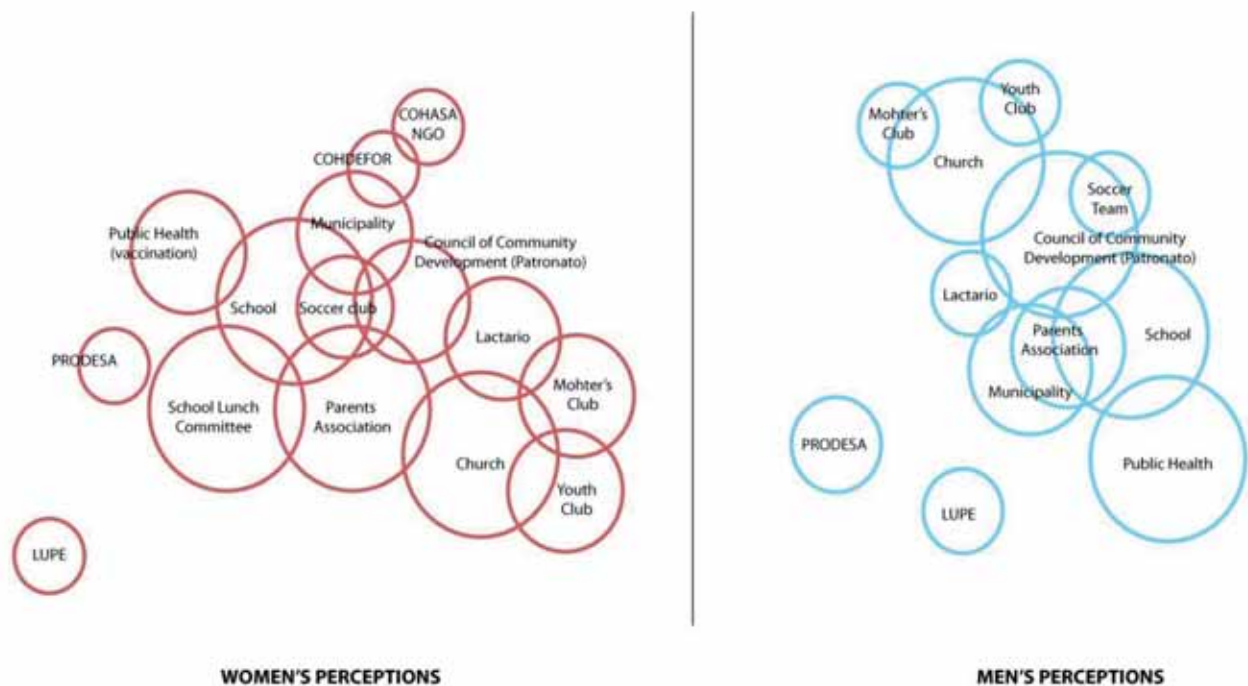 COHASA
NGO
COHDEFOR
Municipality
Public Health
(vaccination)
Council of Community
Development (Patronato)
School
Soccer club
Lactario
PRODESA
Mohter's
Club
School Lunch
Committee
Parents
Association
Church
Youth
Club
LUPE
WOMEN'S PERCEPTIONS
Youth
Club
Mohter's
Club
Church
Soccer
Team
Council of Community
Development (Patronato)
Lactario
Parents
Association
School
Municipality
PRODESA
Public Health
LUPE
MEN'S PERCEPTIONS